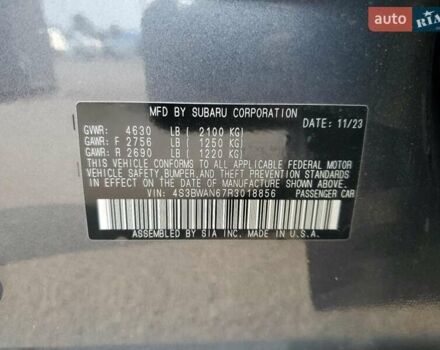 AUTO RIA
MFD BY SUBARU CORPORATION
DATE: 11/23
GVWR: 4630 LB ( 2100 KG)
GAWR: F 2756 LB ( 1250 KG)
GAWR: R 2690 LB ( 1220 KG)
THIS VEHICLE CONFORMS TO ALL APPLICABLE FEDERAL MOTOR
VEHICLE SAFETY, BUMPER, AND THEFT PREVENTION STANDARDS
IN EFFECT ON THE DATE OF MANUFACTURE SHOWN ABOVE.
VIN: 4S3BWAN67R3018856 PASSENGER CAR
ASSEMBLED BY SIA INC. MADE IN U.S.A.